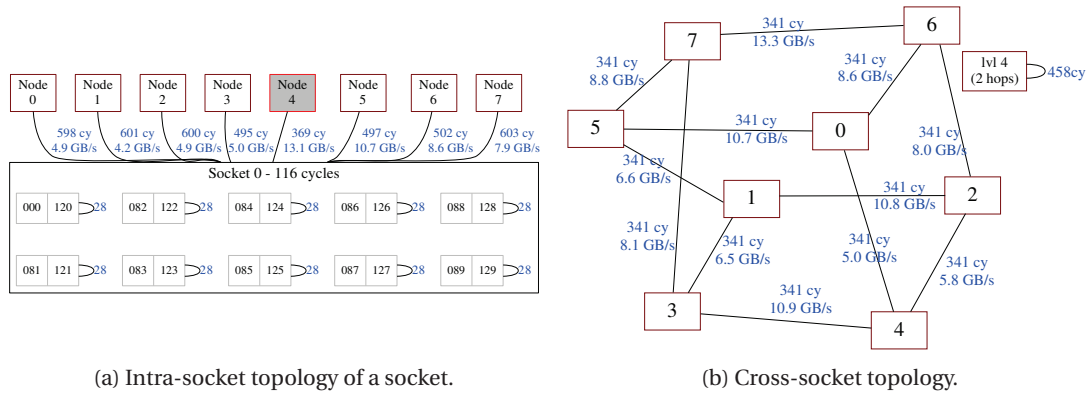 Node 0
Node 1
Node 2
Node 3
Node 4
Node 5
Node 6
Node 7
598 cy 4.9 GB/s
601 cy 4.2 GB/s
600 cy 4.9 GB/s
495 cy 5.0 GB/s
369 cy 13.1 GB/s
497 cy 10.7 GB/s
502 cy 8.6 GB/s
603 cy 7.9 GB/s
Socket 0 - 116 cycles
000 120 28 082 122 28 084 124 28 086 126 28 088 128 28
081 121 28 083 123 28 085 125 28 087 127 28 089 129 28
(a) Intra-socket topology of a socket.
7
341 cy
13.3 GB/s
6
lvl 4
(2 hops)
458cy
341 cy
8.8 GB/s
341 cy
8.6 GB/s
5
341 cy
10.7 GB/s
0
341 cy
8.0 GB/s
341 cy
6.6 GB/s
1
341 cy
10.8 GB/s
2
341 cy
8.1 GB/s
341 cy
6.5 GB/s
341 cy
5.0 GB/s
341 cy
5.8 GB/s
3
341 cy
10.9 GB/s
4
(b) Cross-socket topology.